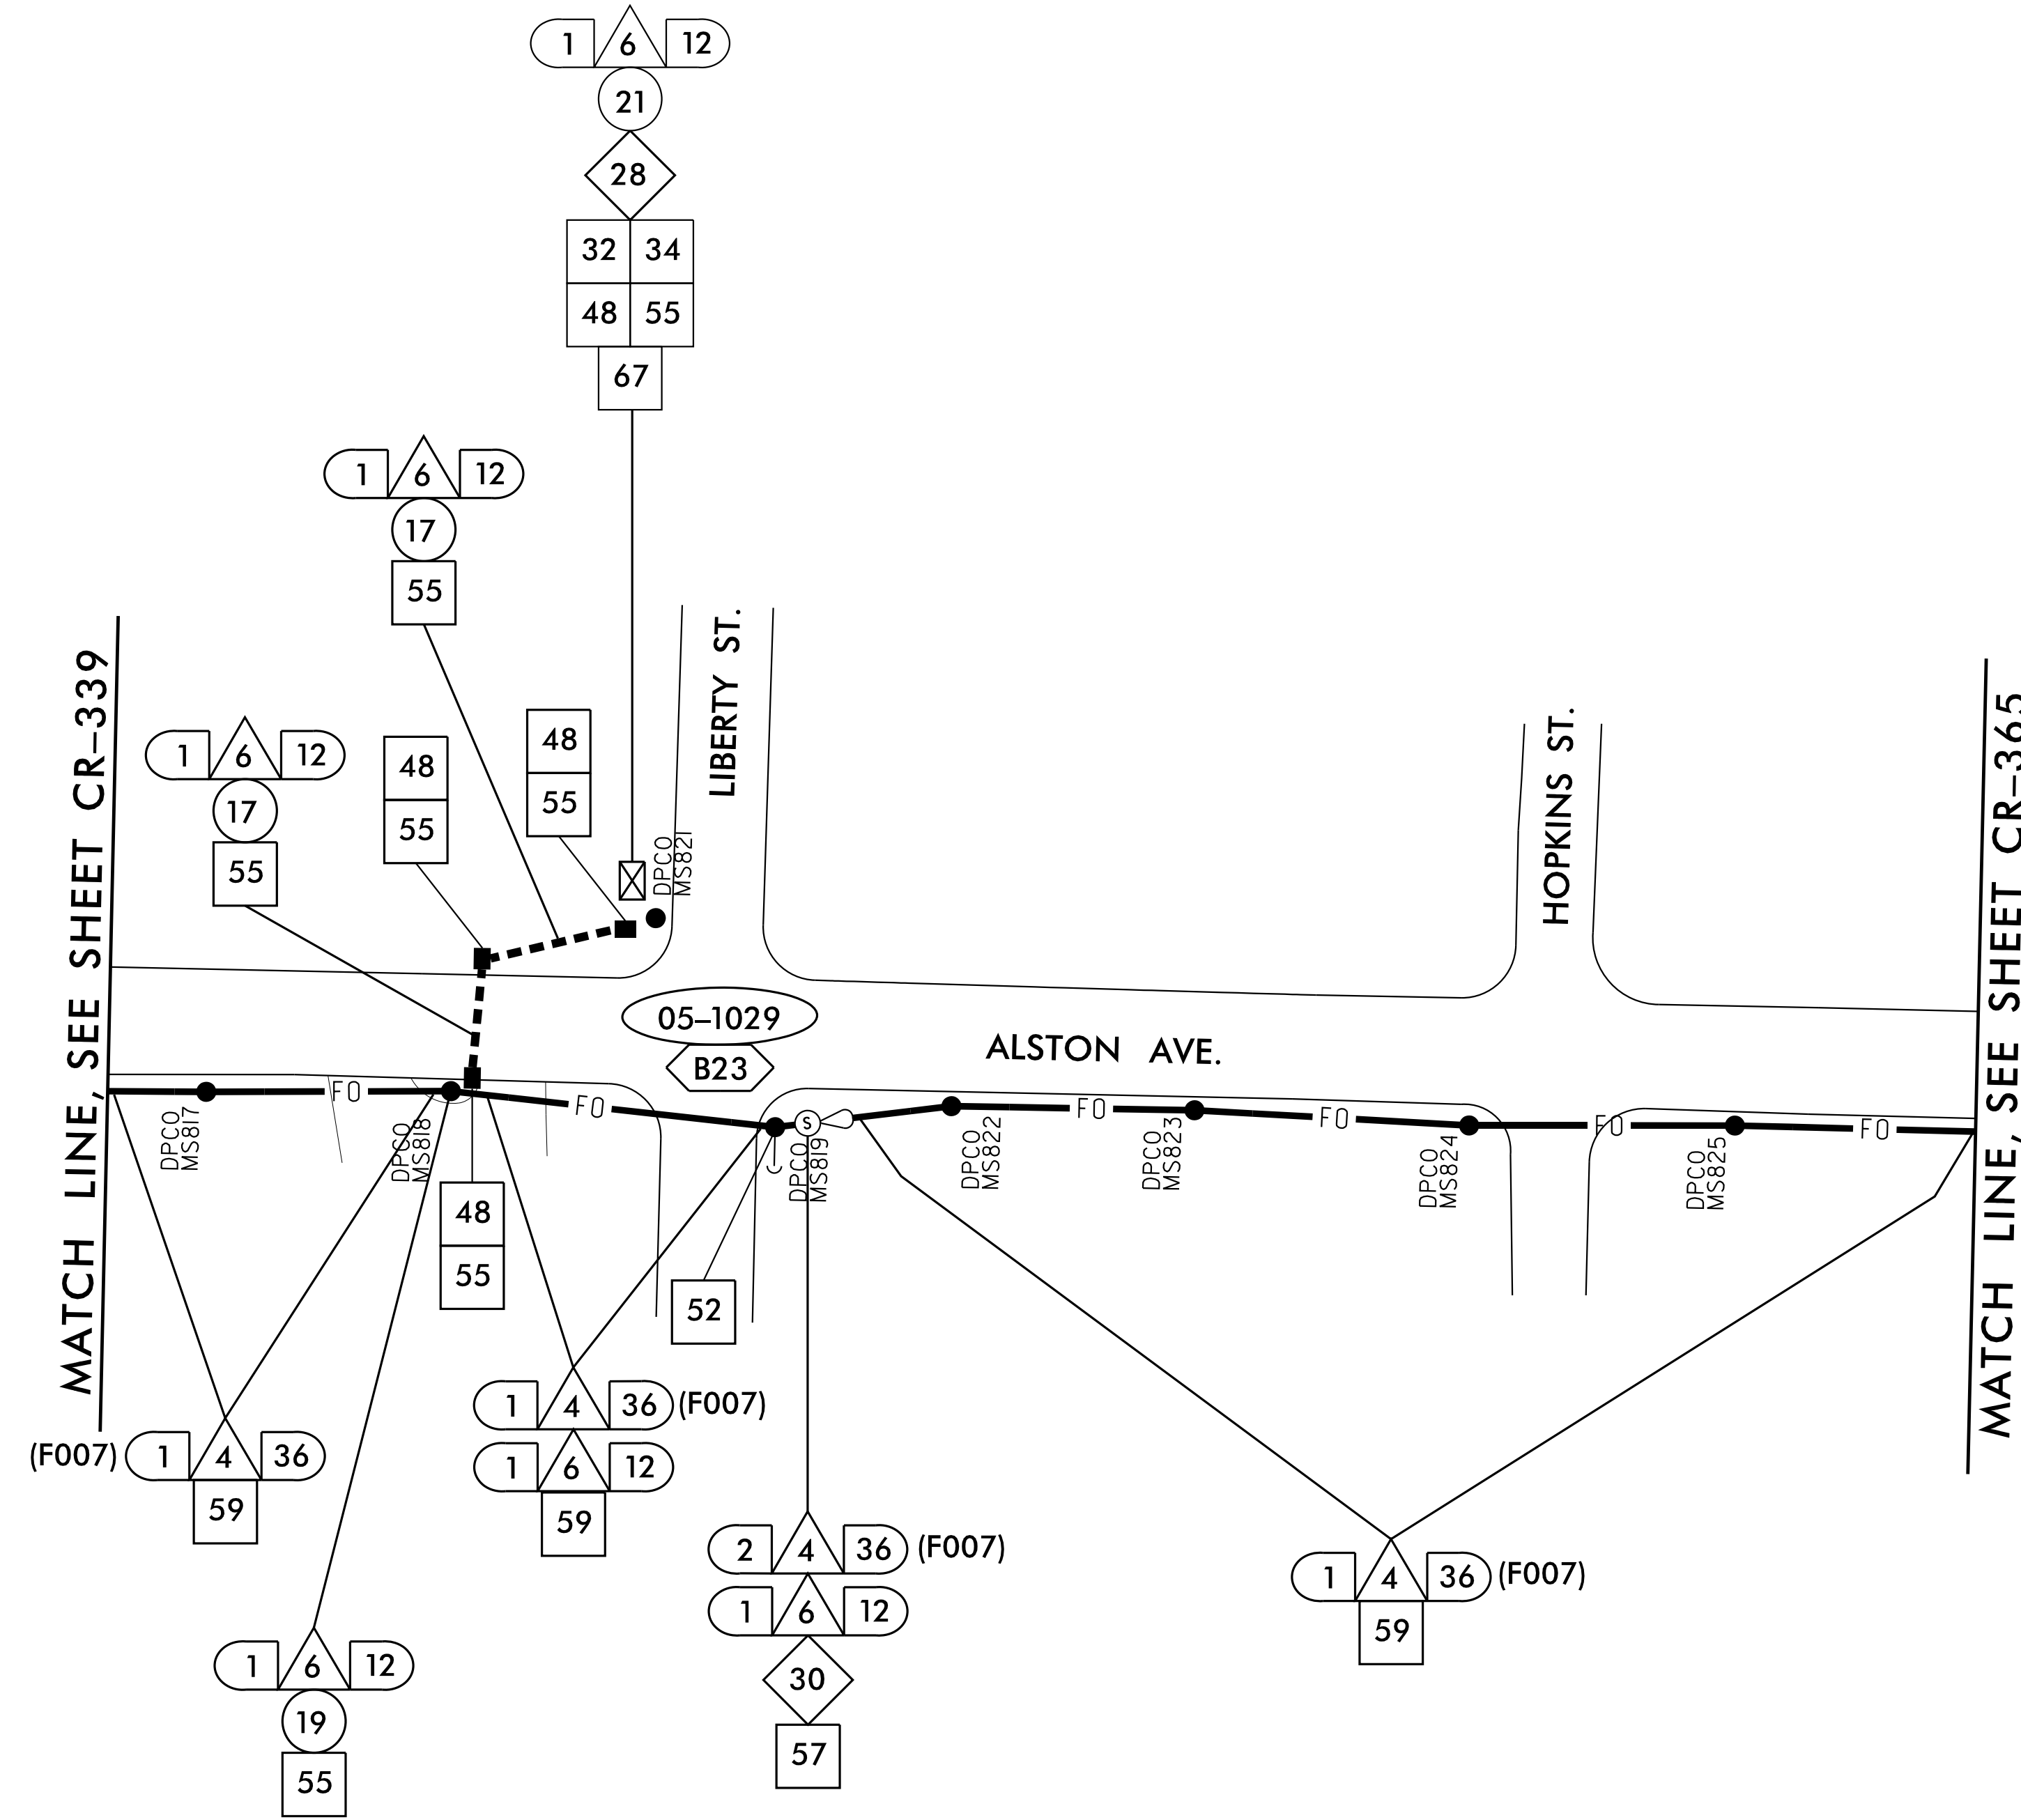 1 6 12
21
28
32 34
48 55
67
1 6 12
17
55
1 6 12
17
55
48
55
48
55
LIBERTY ST.
HOPKINS ST.
DPCO
MS821
MATCH LINE, SEE SHEET CR-339
MATCH LINE, SEE SHEET CR-365
05-1029
B23
ALSTON AVE.
FO
FO
FO
FO
FO
FO
S
DPCO
MS817
DPCO
MS818
DPCO
MS819
DPCO
MS822
DPCO
MS823
DPCO
MS824
DPCO
MS825
48
55
52
1 4 36 (F007)
1 6 12
59
(F007) 1 4 36
59
2 4 36 (F007)
1 6 12
30
57
1 4 36 (F007)
59
1 6 12
19
55